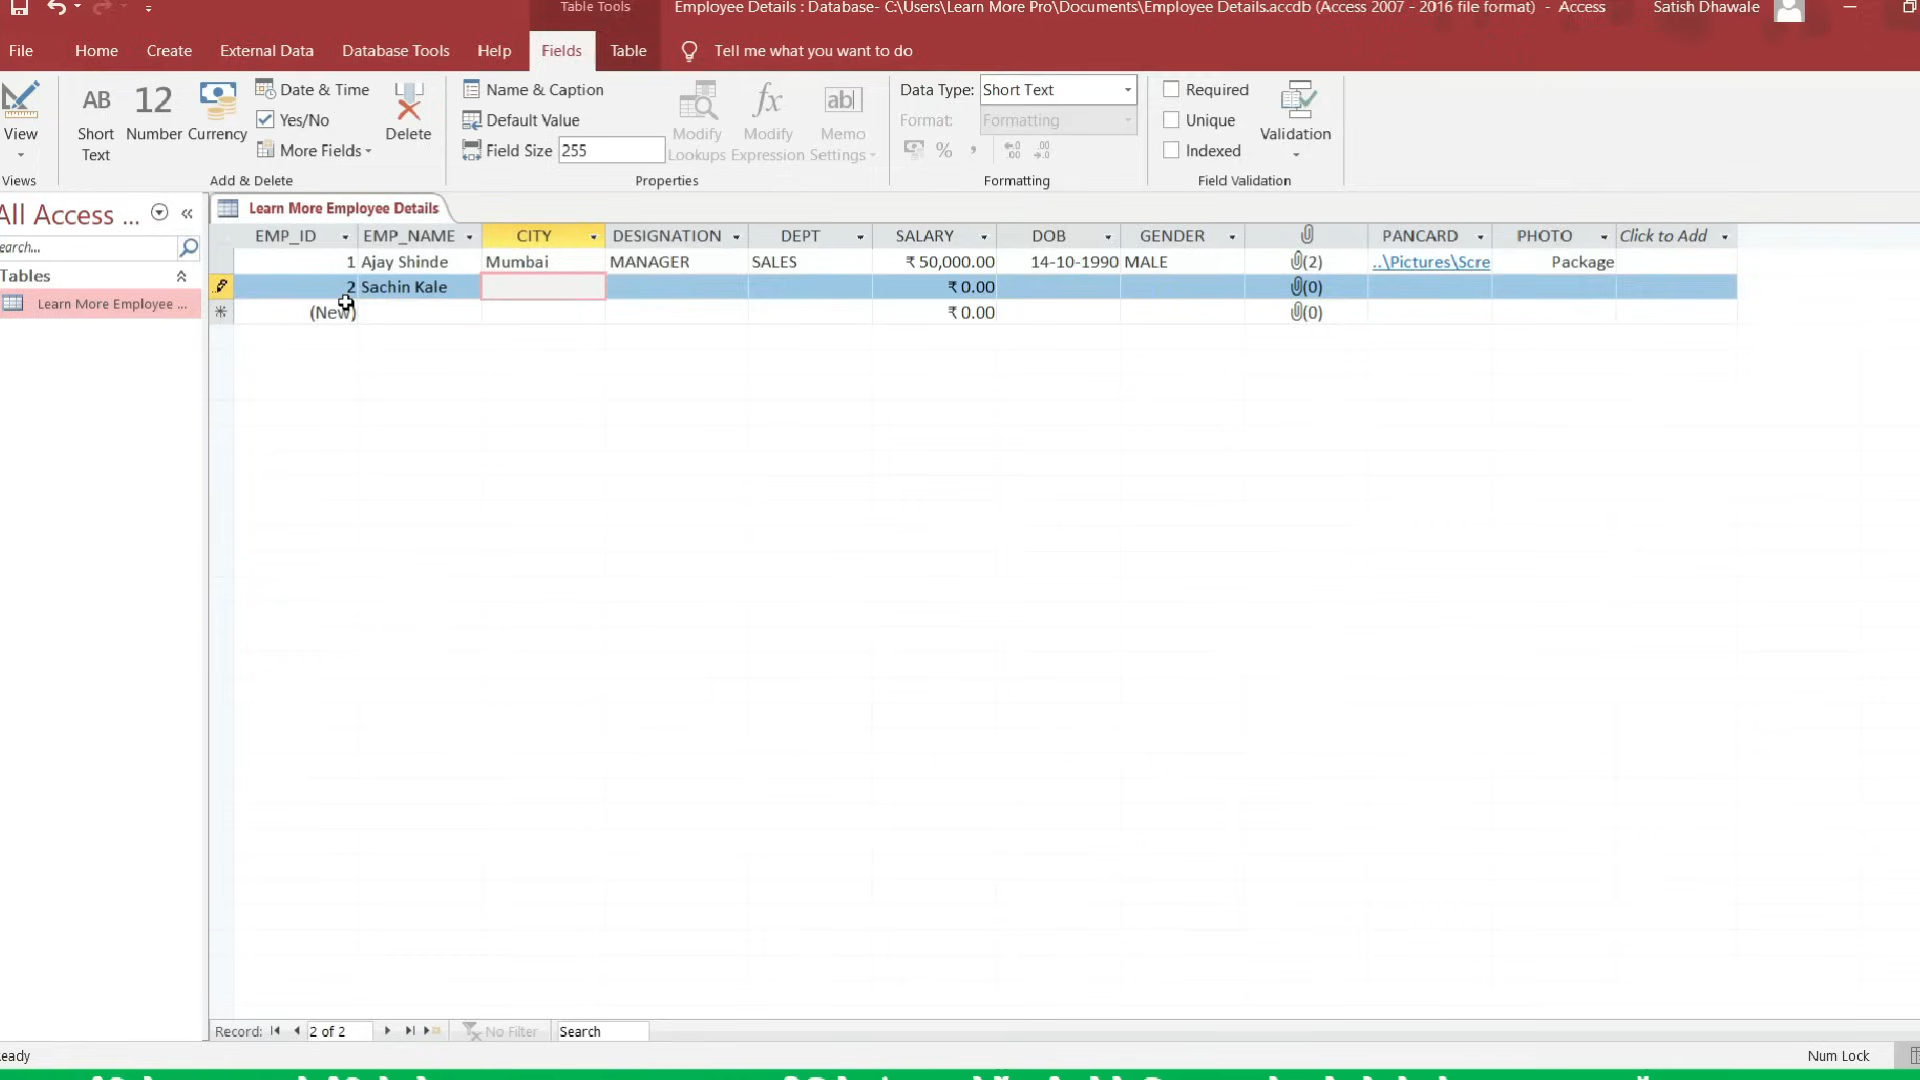 Table Tools Employee Details : Database- C:\Users\Learn More Pro\Documents\Employee Details.accdb (Access 2007 - 2016 file format) - Access Satish Dhawale
File Home Create External Data Database Tools Help Fields Table Tell me what you want to do
View
Views
AB Short Text
12 Number
Currency
Date & Time
Yes/No
More Fields
Delete
Add & Delete
Name & Caption
Default Value
Field Size 255
Modify Lookups
Modify Expression
Memo Settings
Properties
Data Type: Short Text
Format: Formatting
Formatting
Required
Unique
Indexed
Validation
Field Validation
All Access ...
earch...
Tables
Learn More Employee ...
Learn More Employee Details
EMP_ID EMP_NAME CITY DESIGNATION DEPT SALARY DOB GENDER PANCARD PHOTO Click to Add
1 Ajay Shinde Mumbai MANAGER SALES ₹ 50,000.00 14-10-1990 MALE (2) ..\Pictures\Scre Package
2 Sachin Kale ₹ 0.00 (0)
(New) ₹ 0.00 (0)
Record: 2 of 2 No Filter Search
eady Num Lock